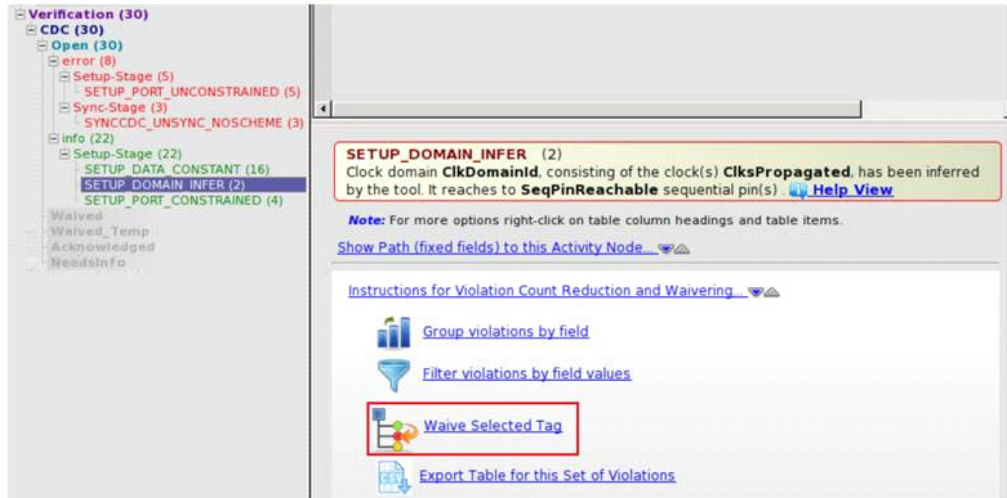 Verification (30)
CDC (30)
Open (30)
error (8)
Setup-Stage (5)
SETUP_PORT_UNCONSTRAINED (5)
Sync-Stage (3)
SYNCCDC_UNSYNC_NOSCHEME (3)
info (22)
Setup-Stage (22)
SETUP_DATA_CONSTANT (16)
SETUP_DOMAIN_INFER (2)
SETUP_PORT_CONSTRAINED (4)
Waived
Waived_Temp
Acknowledged
NeedsInfo
SETUP_DOMAIN_INFER (2)
Clock domain ClkDomainId, consisting of the clock(s) ClksPropagated, has been inferred
by the tool. It reaches to SeqPinReachable sequential pin(s) . Help View
Note: For more options right-click on table column headings and table items.
Show Path (fixed fields) to this Activity Node...
Instructions for Violation Count Reduction and Waivering...
Group violations by field
Filter violations by field values
Waive Selected Tag
Export Table for this Set of Violations